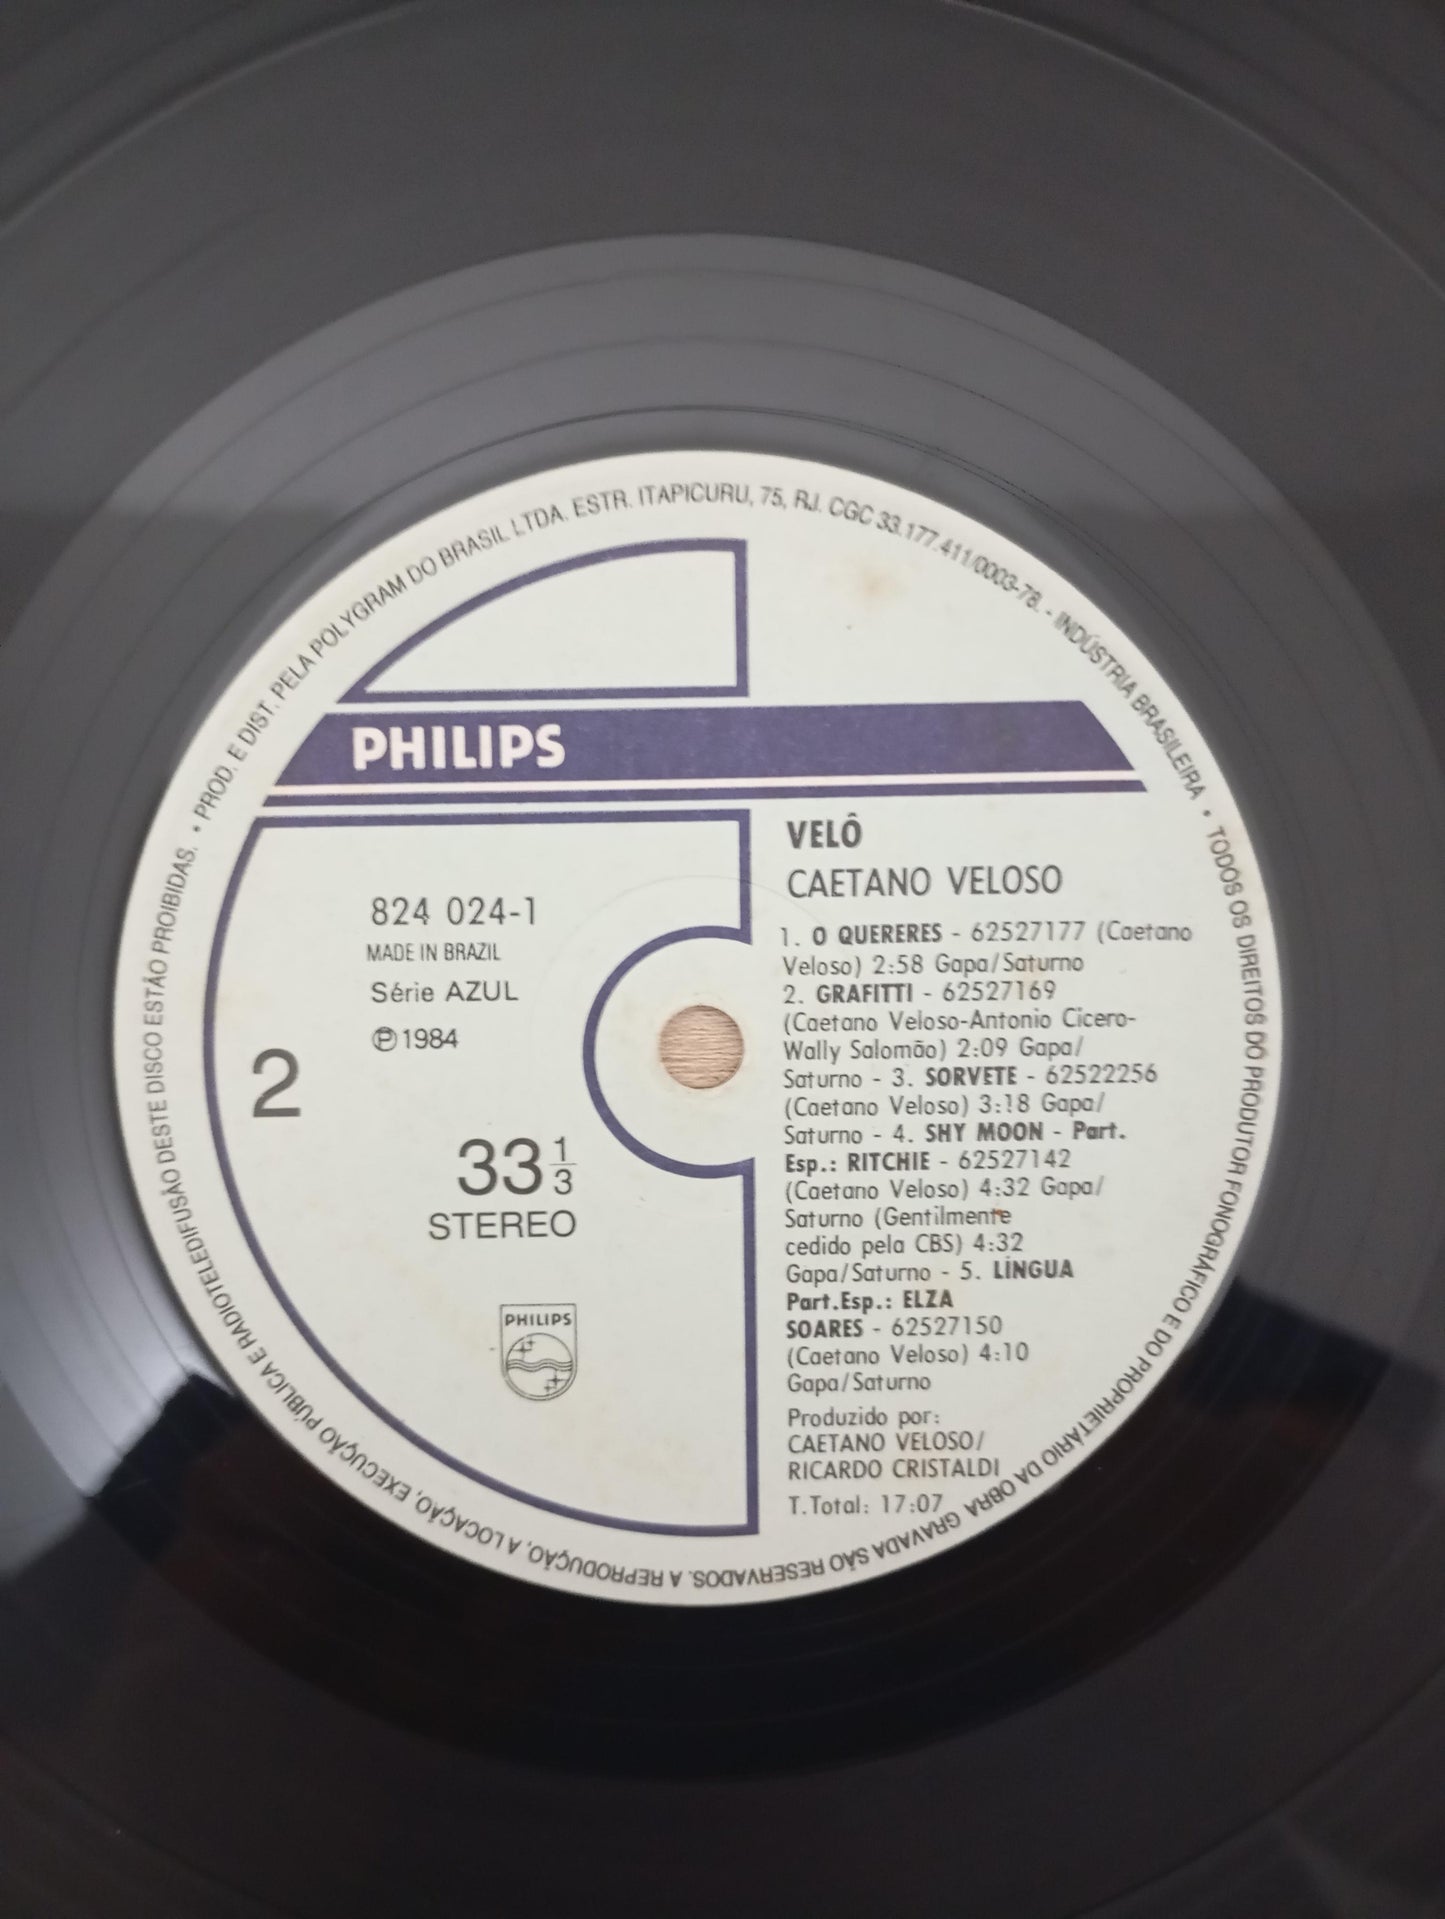 • PROD. E DIST. PELA POLYGRAM DO BRASIL LTDA. ESTR. ITAPICURU, 75, RJ. CGC 33.177.411/0003-78. - INDÚSTRIA BRASILEIRA • TODOS OS DIREITOS DO PRODUTOR FONOGRÁFICO E DO PROPRIETÁRIO DA OBRA GRAVADA SÃO RESERVADOS. A REPRODUÇÃO, A LOCAÇÃO, EXECUÇÃO PÚBLICA E RADIOTELEDIFUSÃO DESTE DISCO ESTÃO PROIBIDAS.
PHILIPS
824 024-1
MADE IN BRAZIL
Série AZUL
℗1984
2
33 1/3
STEREO
PHILIPS
VELÔ
CAETANO VELOSO
1. O QUERERES - 62527177 (Caetano
Veloso) 2:58 Gapa/Saturno
2. GRAFITTI - 62527169
(Caetano Veloso-Antonio Cicero-
Wally Salomão) 2:09 Gapa/
Saturno - 3. SORVETE - 62522256
(Caetano Veloso) 3:18 Gapa/
Saturno - 4. SHY MOON - Part.
Esp.: RITCHIE - 62527142
(Caetano Veloso) 4:32 Gapa/
Saturno (Gentilmente
cedido pela CBS) 4:32
Gapa/Saturno - 5. LÍNGUA
Part.Esp.: ELZA
SOARES - 62527150
(Caetano Veloso) 4:10
Gapa/Saturno
Produzido por:
CAETANO VELOSO/
RICARDO CRISTALDI
T.Total: 17:07